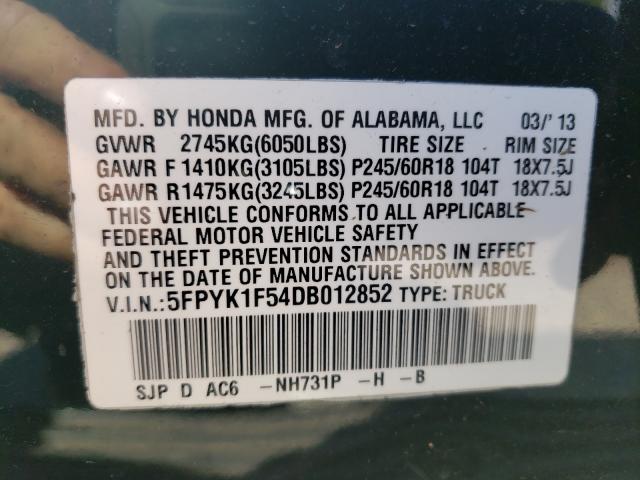 MFD. BY HONDA MFG. OF ALABAMA, LLC 03/'13
GVWR 2745KG(6050LBS) TIRE SIZE RIM SIZE
GAWR F 1410KG(3105LBS) P245/60R18 104T 18X7.5J
GAWR R 1475KG(3245LBS) P245/60R18 104T 18X7.5J
THIS VEHICLE CONFORMS TO ALL APPLICABLE
FEDERAL MOTOR VEHICLE SAFETY
AND THEFT PREVENTION STANDARDS IN EFFECT
ON THE DATE OF MANUFACTURE SHOWN ABOVE.
V.I.N.:5FPYK1F54DB012852 TYPE:TRUCK
SJP D AC6 -NH731P -H -B